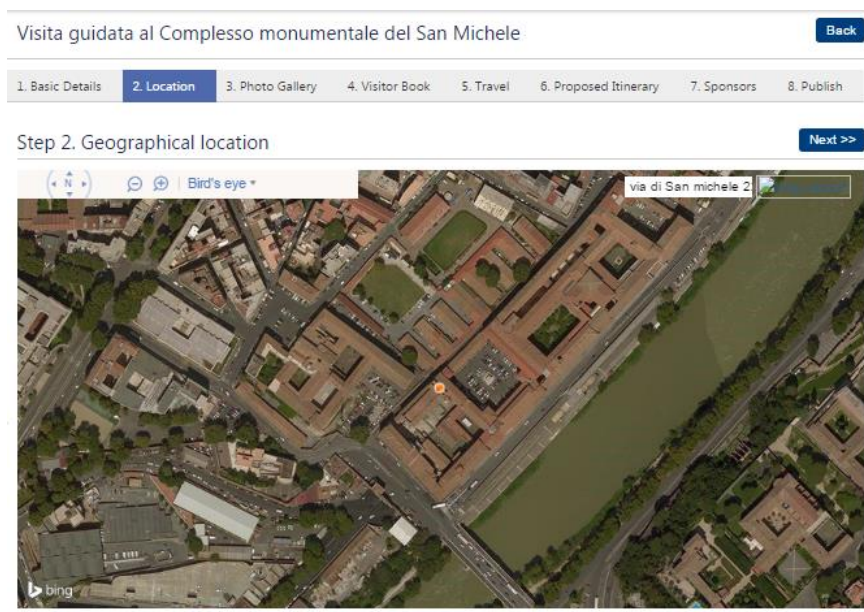 Visita guidata al Complesso monumentale del San Michele
Back
1. Basic Details 2. Location 3. Photo Gallery 4. Visitor Book 5. Travel 6. Proposed Itinerary 7. Sponsors 8. Publish
Step 2. Geographical location
Next >>
N Bird's eye
via di San michele 2
bing